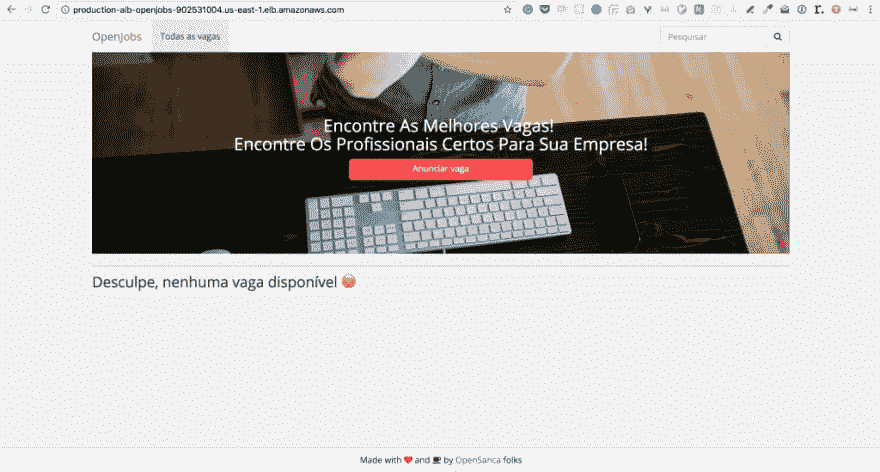 production-alb-openjobs-902531004.us-east-1.elb.amazonaws.com
Openjobs
Todas as vagas
Pesquisar
Encontre As Melhores Vagas!
Encontre Os Profissionais Certos Para Sua Empresa!
Anunciar vaga
Desculpe, nenhuma vaga disponível
Made with ❤️ and ☕ by OpenSanca folks